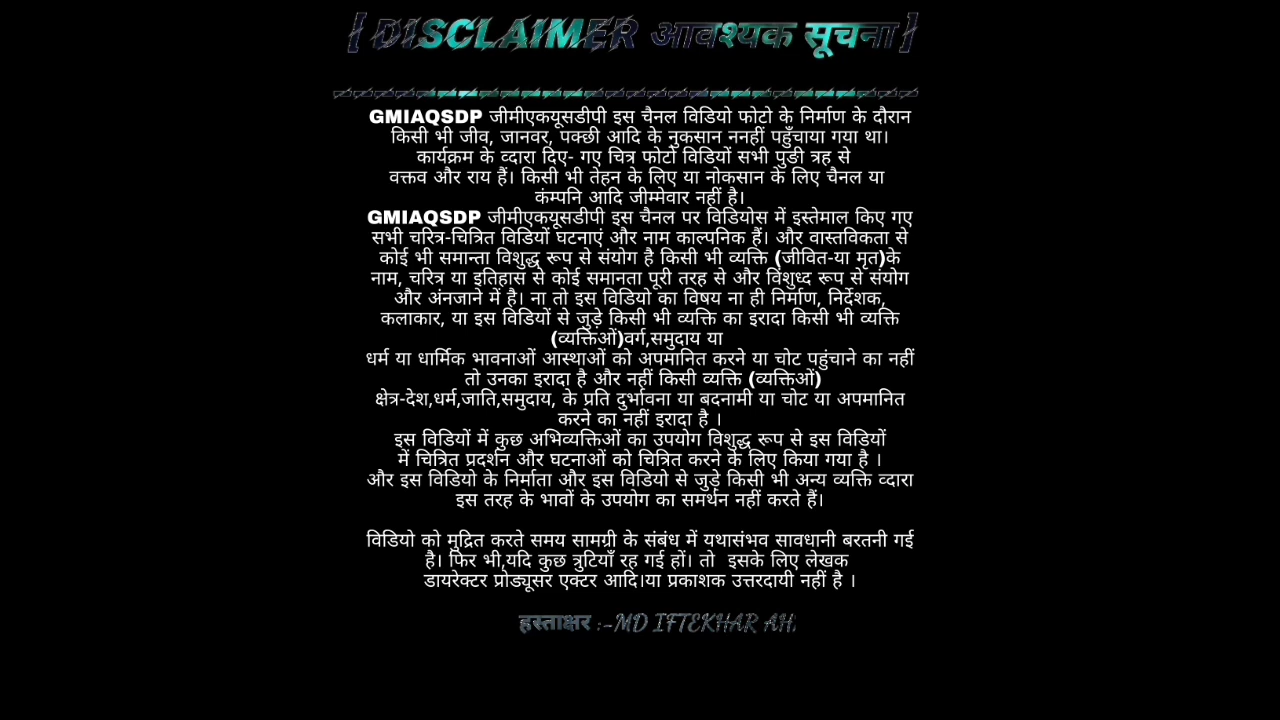 [ DISCLAIMER आवश्यक सूचना ]
GMIAQSDP जीमीएकयूसडीपी इस चैनल विडियो फोटो के निर्माण के दौरान
किसी भी जीव, जानवर, पक्छी आदि के नुकसान ननहीं पहुँचाया गया था।
कार्यक्रम के व्दारा दिए- गए चित्र फोटो विडियों सभी पुङी त्रह से
वक्तव और राय हैं। किसी भी तेहन के लिए या नोकसान के लिए चैनल या
कंम्पनि आदि जीम्मेवार नहीं है।
GMIAQSDP जीमीएकयूसडीपी इस चैनल पर विडियोस में इस्तेमाल किए गए
सभी चरित्र-चित्रित विडियों घटनाएं और नाम काल्पनिक हैं। और वास्तविकता से
कोई भी समान्ता विशुद्ध रूप से संयोग है किसी भी व्यक्ति (जीवित-या मृत)के
नाम, चरित्र या इतिहास से कोई समानता पूरी तरह से और विंशुध्द रूप से संयोग
और अंनजाने में है। ना तो इस विडियो का विषय ना ही निर्माण, निर्देशक,
कलाकार, या इस विडियों से जुड़े किसी भी व्यक्ति का इरादा किसी भी व्यक्ति
(व्यक्तिओं)वर्ग,समुदाय या
धर्म या धार्मिक भावनाओं आस्थाओं को अपमानित करने या चोट पहुंचाने का नहीं
तो उनका इरादा है और नहीं किसी व्यक्ति (व्यक्तिओं)
क्षेत्र-देश,धर्म,जाति,समुदाय, के प्रति दुर्भावना या बदनामी या चोट या अपमानित
करने का नहीं इरादा है ।
इस विडियों में कुछ अभिव्यक्तिओं का उपयोग विशुद्ध रूप से इस विडियों
में चित्रित प्रदर्शन और घटनाओं को चित्रित करने के लिए किया गया है ।
और इस विडियो के निर्माता और इस विडियो से जुड़े किसी भी अन्य व्यक्ति व्दारा
इस तरह के भावों के उपयोग का समर्थन नहीं करते हैं।
विडियो को मुद्रित करते समय सामग्री के संबंध में यथासंभव सावधानी बरतनी गई
है। फिर भी,यदि कुछ त्रुटियाँ रह गई हों। तो इसके लिए लेखक
डायरेक्टर प्रोड्यूसर एक्टर आदि।या प्रकाशक उत्तरदायी नहीं है ।
हस्ताक्षर :-MD IFTEKHAR AH